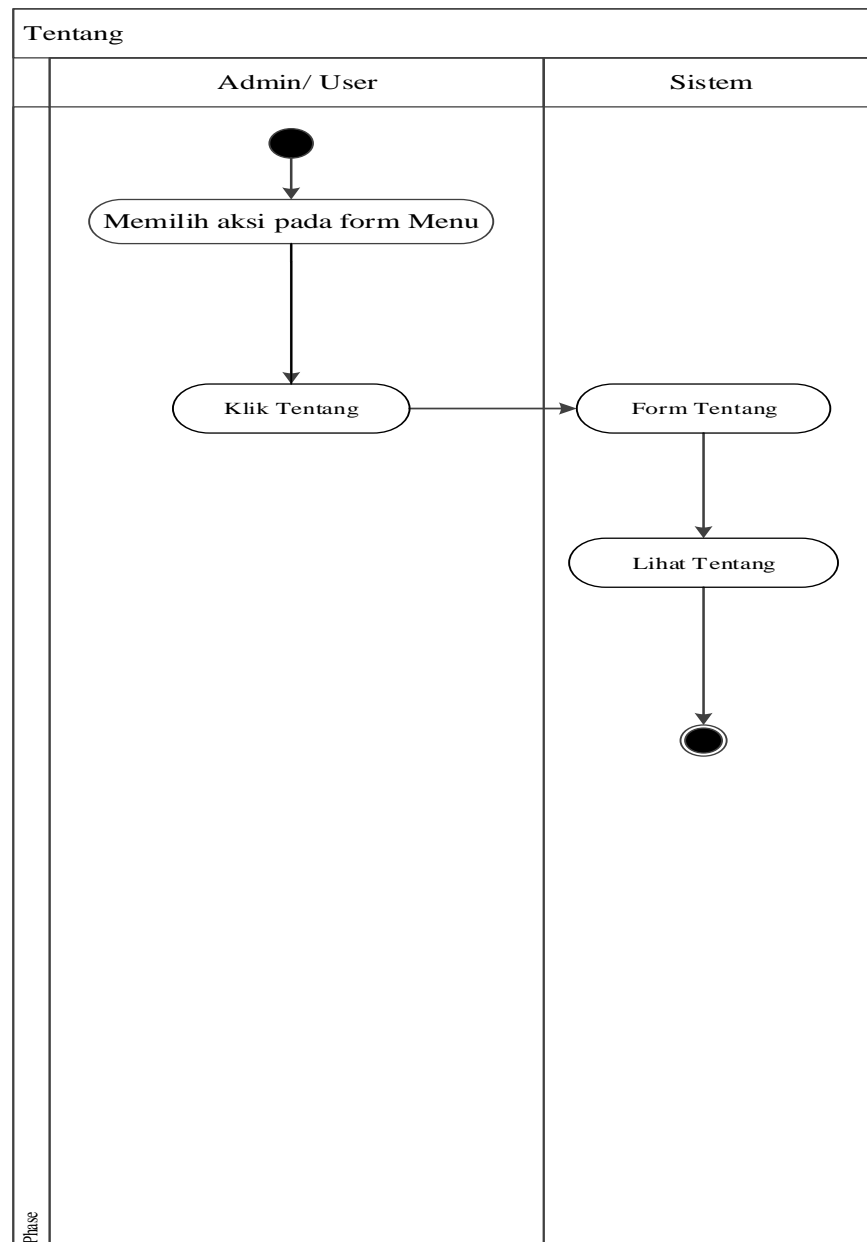 Tentang
Admin/ User
Sistem
Memilih aksi pada form Menu
Klik Tentang
Form Tentang
Lihat Tentang
Phase